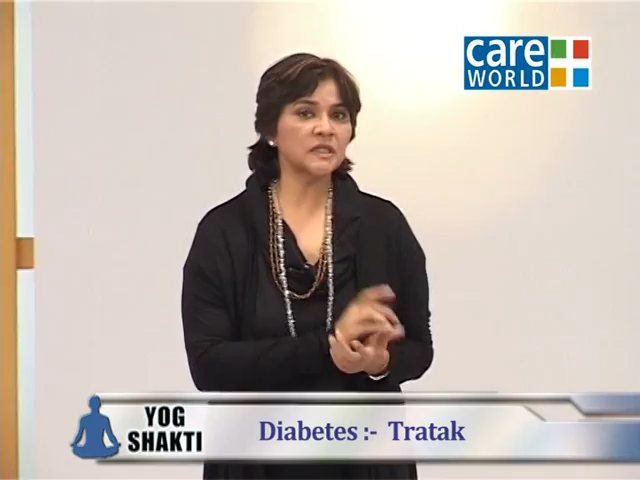 care
WORLD
YOG
SHAKTI
Diabetes :- Tratak